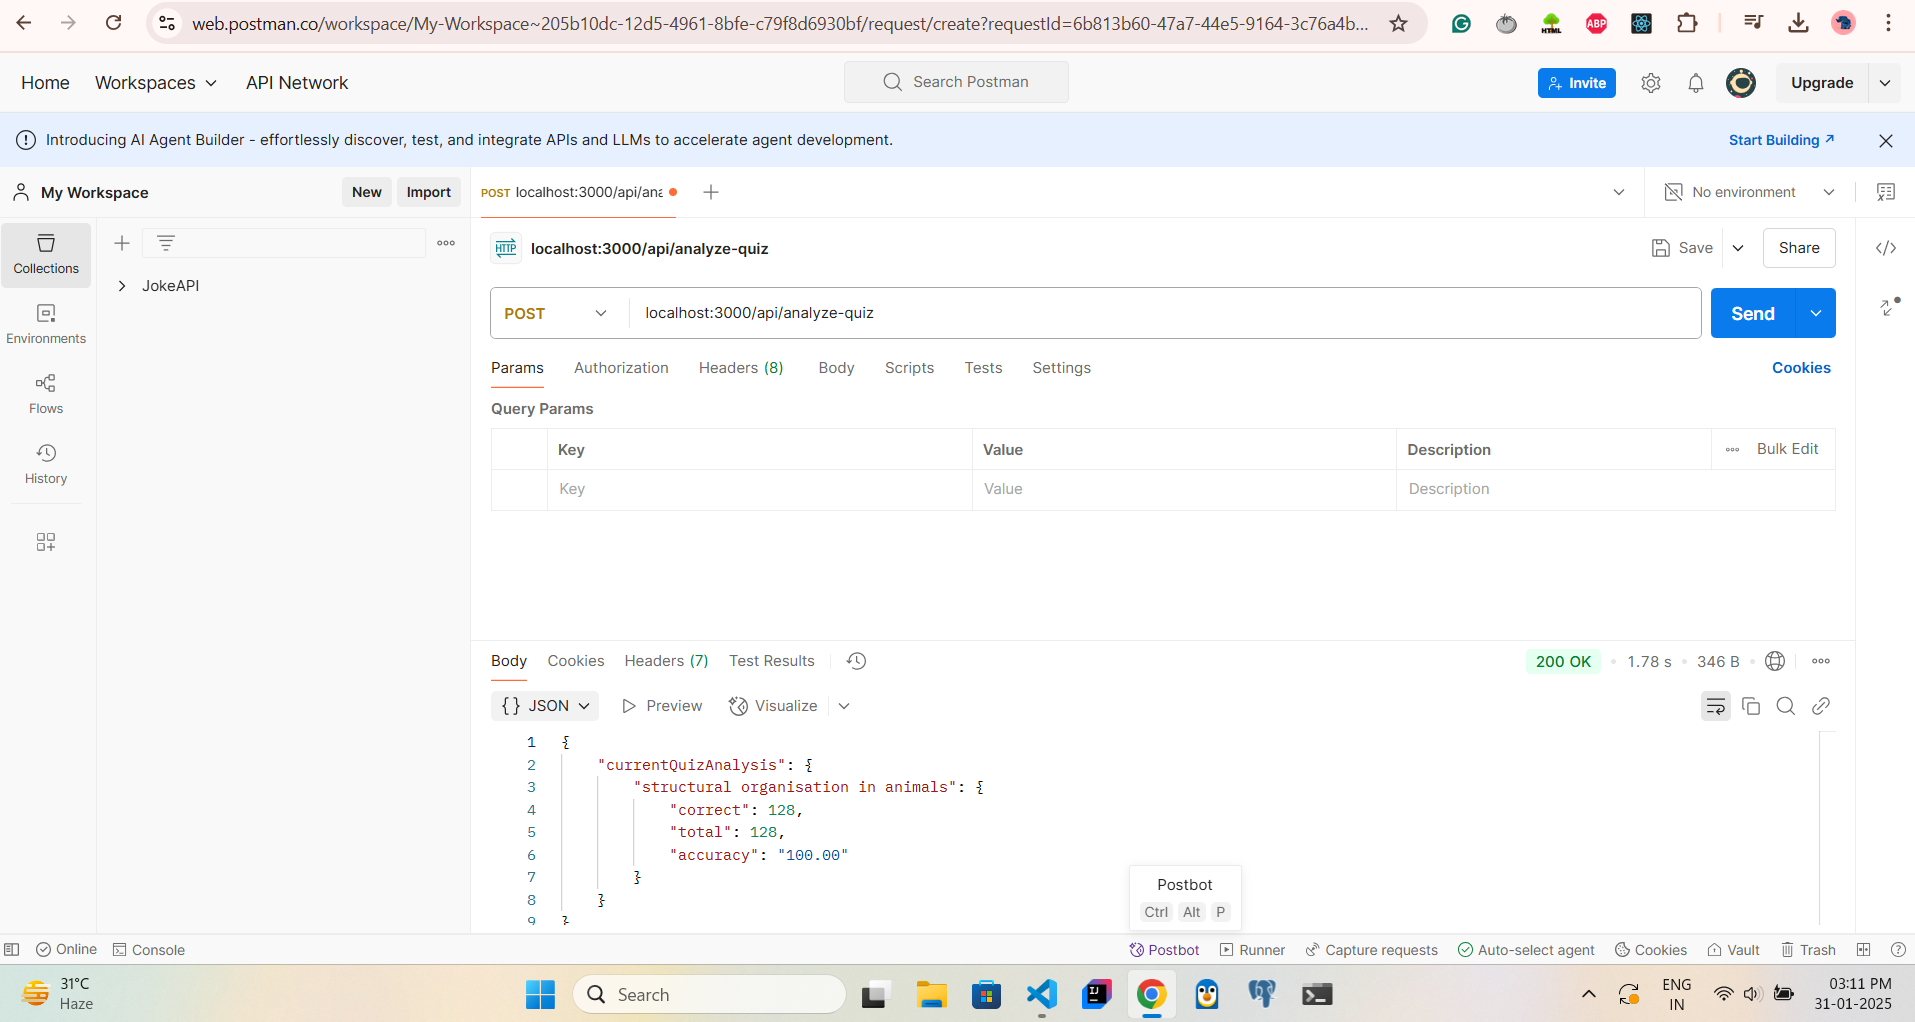 web.postman.co/workspace/My-Workspace~205b10dc-12d5-4961-8bfe-c79f8d6930bf/request/create?requestId=6b813b60-47a7-44e5-9164-3c76a4b...
HTML
ABP
Home Workspaces API Network
Search Postman
Invite
Upgrade
Introducing AI Agent Builder - effortlessly discover, test, and integrate APIs and LLMs to accelerate agent development.
Start Building
My Workspace
New
Import
POST localhost:3000/api/ana
No environment
Collections
Environments
Flows
History
JokeAPI
HTTP localhost:3000/api/analyze-quiz
Save
Share
POST localhost:3000/api/analyze-quiz
Send
Params Authorization Headers (8) Body Scripts Tests Settings
Cookies
Query Params
Key Value Description Bulk Edit
Key Value Description
Body Cookies Headers (7) Test Results
200 OK • 1.78 s • 346 B •
{} JSON Preview Visualize
1 {
2 "currentQuizAnalysis": {
3 "structural organisation in animals": {
4 "correct": 128,
5 "total": 128,
6 "accuracy": "100.00"
7 }
8 }
9 }
Postbot
Ctrl Alt P
Online Console
Postbot Runner Capture requests Auto-select agent Cookies Vault Trash
31°C
Haze
Search
IJ
ENG
IN
03:11 PM
31-01-2025